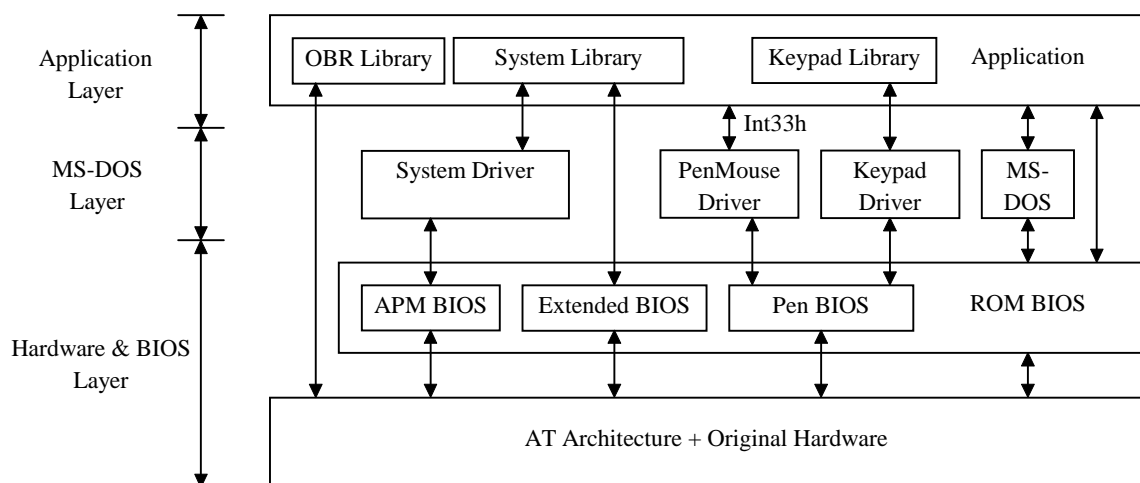 Application
Layer
OBR Library
System Library
Keypad Library
Application
Int33h
MS-DOS
Layer
System Driver
PenMouse
Driver
Keypad
Driver
MS-
DOS
Hardware & BIOS
Layer
APM BIOS
Extended BIOS
Pen BIOS
ROM BIOS
AT Architecture + Original Hardware